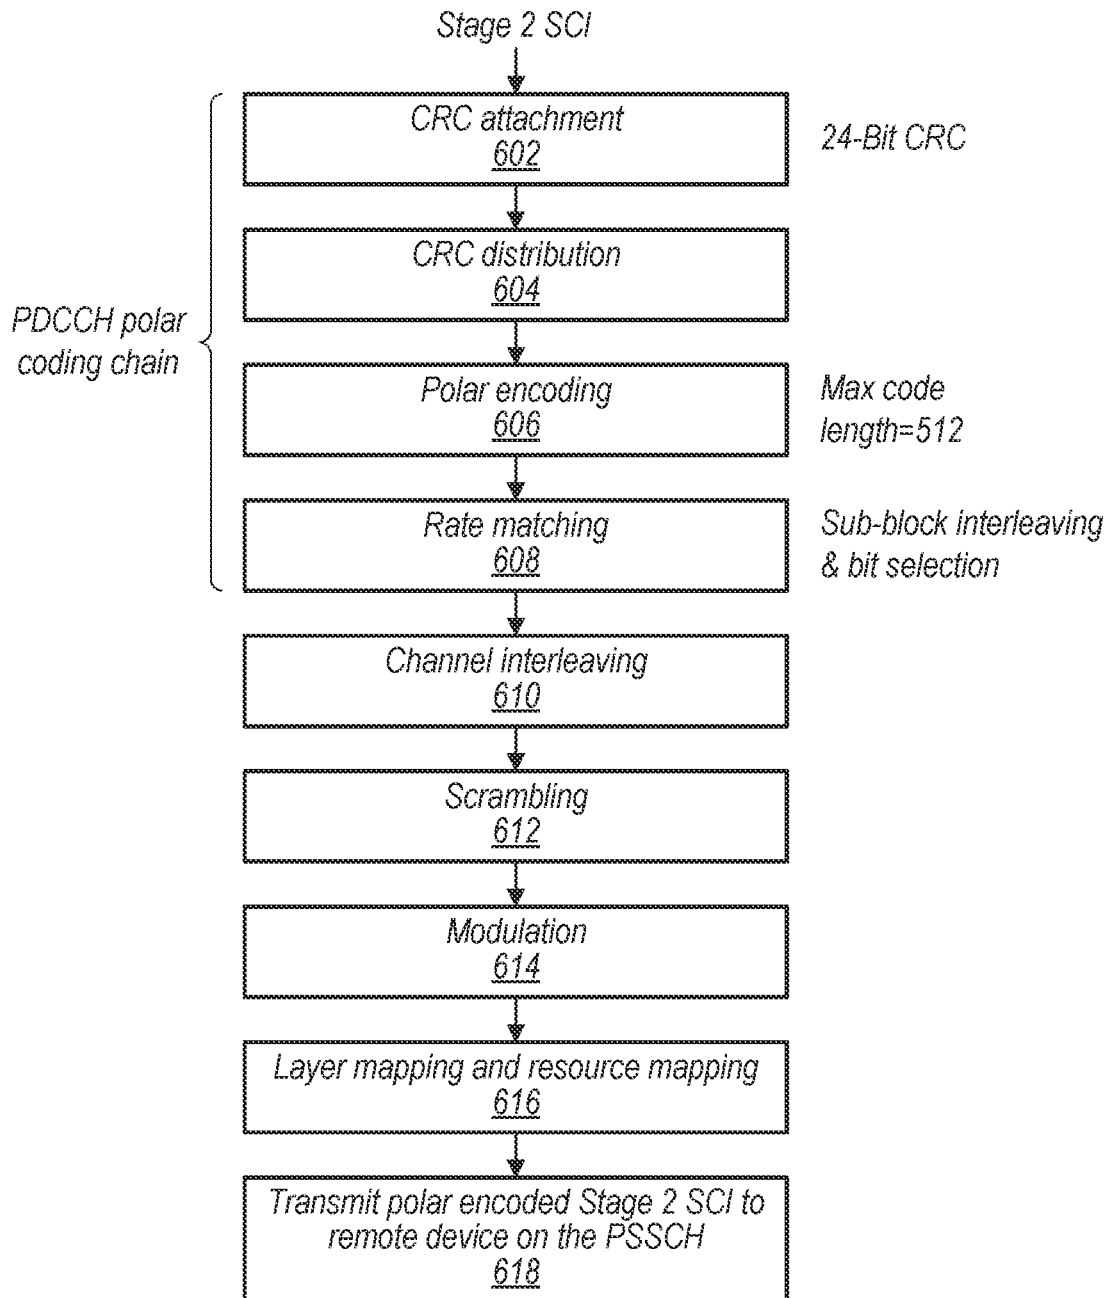 Stage 2 SCI
CRC attachment
602
24-Bit CRC
CRC distribution
604
PDCCH polar
coding chain
Polar encoding
606
Max code
length=512
Rate matching
608
Sub-block interleaving
& bit selection
Channel interleaving
610
Scrambling
612
Modulation
614
Layer mapping and resource mapping
616
Transmit polar encoded Stage 2 SCI to
remote device on the PSSCH
618